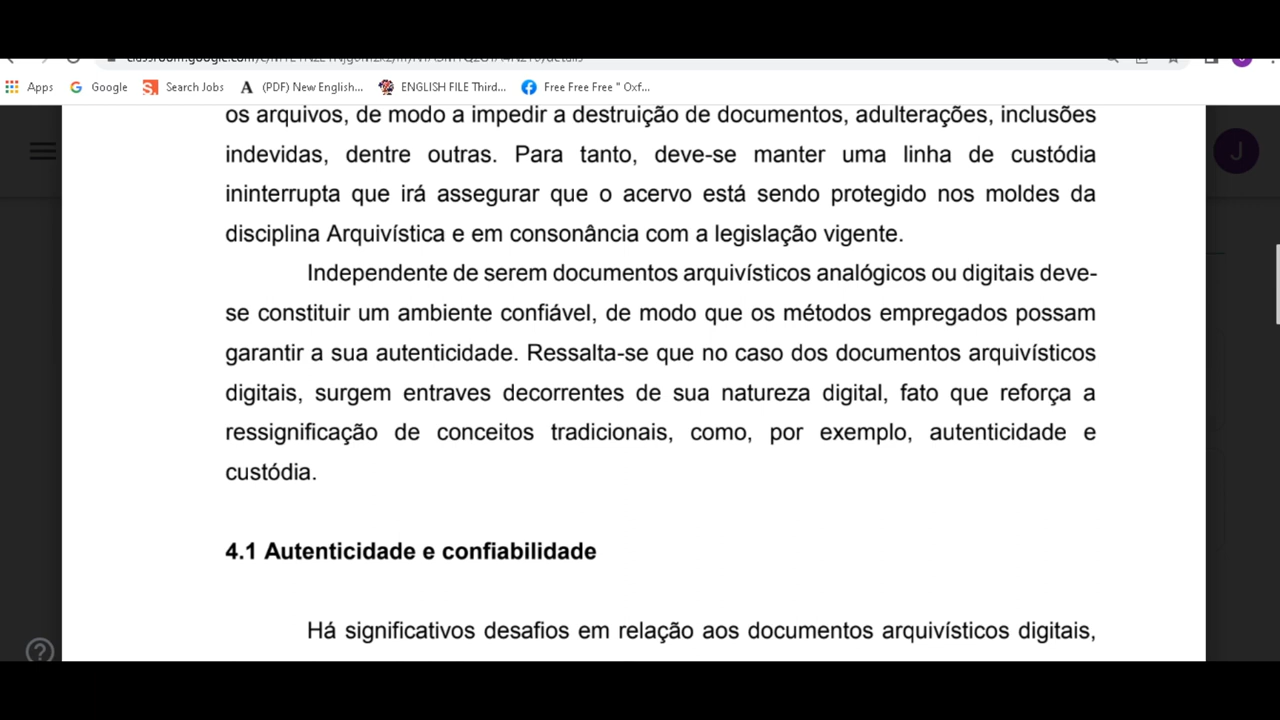 Apps Google Search Jobs (PDF) New English... ENGLISH FILE Third... Free Free Free " Oxf...
os arquivos, de modo a impedir a destruição de documentos, adulterações, inclusões
indevidas, dentre outras. Para tanto, deve-se manter uma linha de custódia
ininterrupta que irá assegurar que o acervo está sendo protegido nos moldes da
disciplina Arquivística e em consonância com a legislação vigente.
J
Independente de serem documentos arquivísticos analógicos ou digitais deve-
se constituir um ambiente confiável, de modo que os métodos empregados possam
garantir a sua autenticidade. Ressalta-se que no caso dos documentos arquivísticos
digitais, surgem entraves decorrentes de sua natureza digital, fato que reforça a
ressignificação de conceitos tradicionais, como, por exemplo, autenticidade e
custódia.
4.1 Autenticidade e confiabilidade
Há significativos desafios em relação aos documentos arquivísticos digitais,